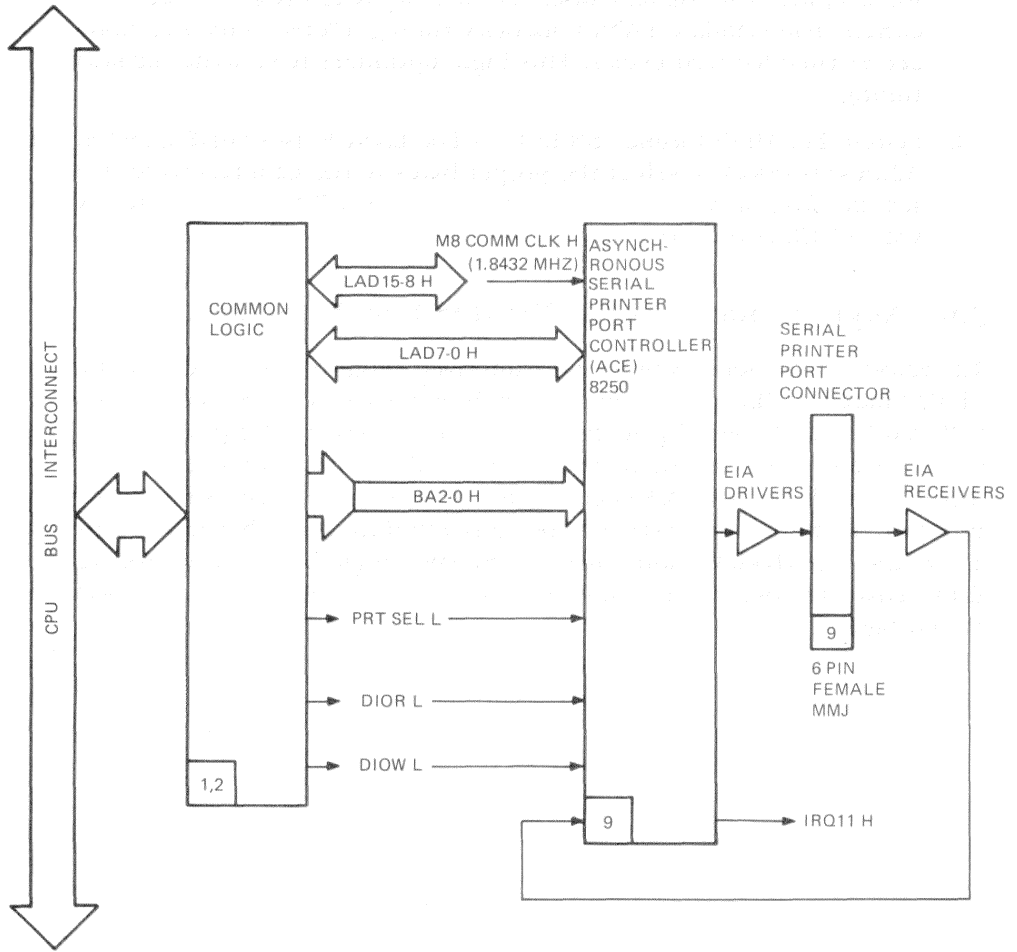 M8 COMM CLK H
(1.8432 MHZ)
ASYNCH-
RONOUS
SERIAL
PRINTER
PORT
CONTROLLER
(ACE)
8250
LAD15-8 H
COMMON
LOGIC
LAD7-0 H
SERIAL
PRINTER
PORT
CONNECTOR
CPU BUS INTERCONNECT
BA2-0 H
EIA
DRIVERS
EIA
RECEIVERS
PRT SEL L
9
6 PIN
FEMALE
MMJ
DIOR L
DIOW L
1,2
9
IRQ11 H